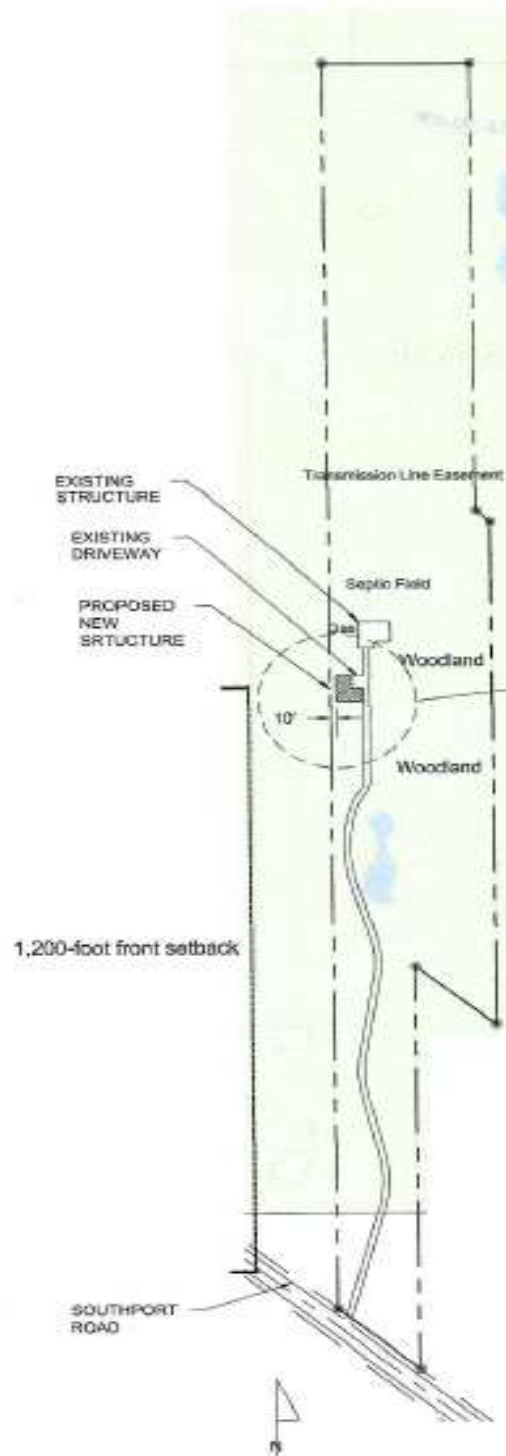 Transmission Line Easement
EXISTING
STRUCTURE
EXISTING
DRIVEWAY
Septic Field
PROPOSED
NEW
SRTUCTURE
Woodland
10'
Woodland
1,200-foot front setback
SOUTHPORT
ROAD
N